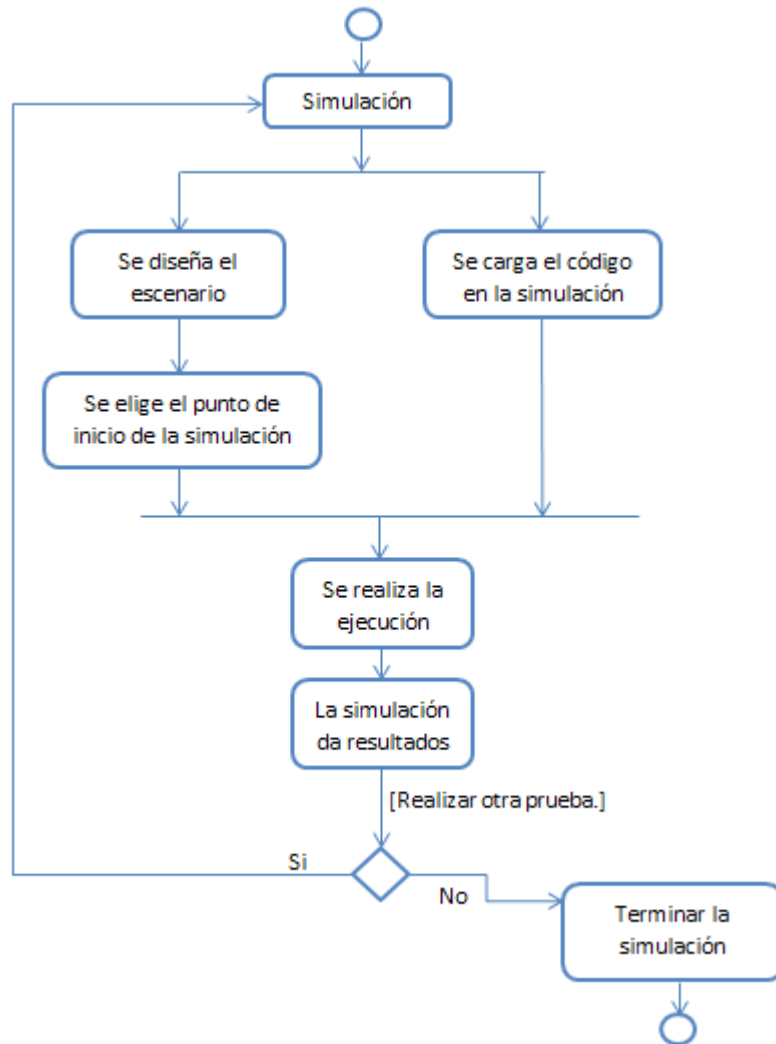 Simulación
Se diseña el
escenario
Se carga el código
en la simulación
Se elige el punto de
inicio de la simulación
Se realiza la
ejecución
La simulación
da resultados
[Realizar otra prueba.]
Si
No
Terminar la
simulación